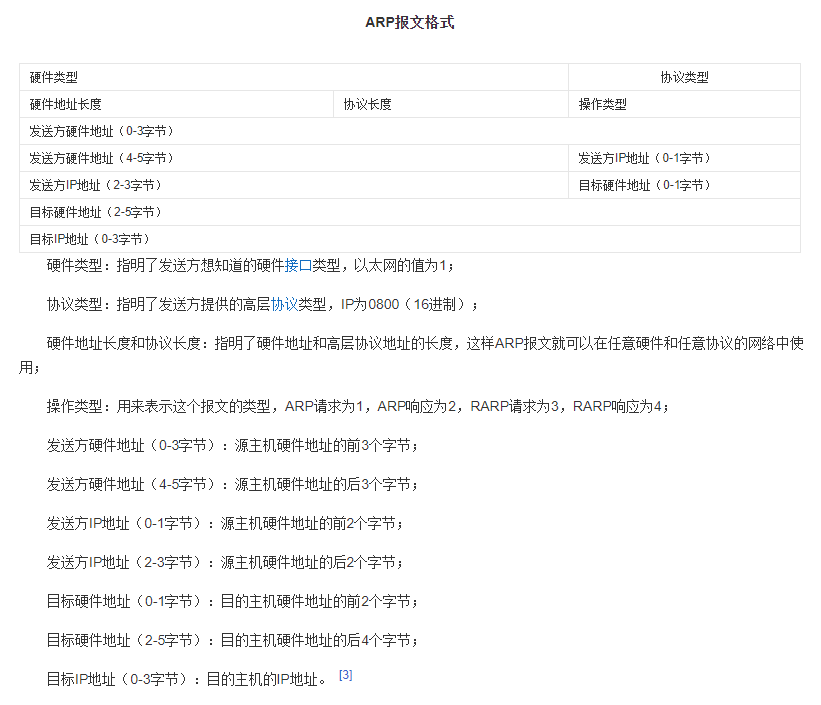 ARP报文格式
硬件类型 协议类型
硬件地址长度 协议长度 操作类型
发送方硬件地址（0-3字节）
发送方硬件地址（4-5字节） 发送方IP地址（0-1字节）
发送方IP地址（2-3字节） 目标硬件地址（0-1字节）
目标硬件地址（2-5字节）
目标IP地址（0-3字节）
硬件类型：指明了发送方想知道的硬件接口类型，以太网的值为1；
协议类型：指明了发送方提供的高层协议类型，IP为0800（16进制）；
硬件地址长度和协议长度：指明了硬件地址和高层协议地址的长度，这样ARP报文就可以在任意硬件和任意协议的网络中使
用；
操作类型：用来表示这个报文的类型，ARP请求为1，ARP响应为2，RARP请求为3，RARP响应为4；
发送方硬件地址（0-3字节）：源主机硬件地址的前3个字节；
发送方硬件地址（4-5字节）：源主机硬件地址的后3个字节；
发送方IP地址（0-1字节）：源主机硬件地址的前2个字节；
发送方IP地址（2-3字节）：源主机硬件地址的后2个字节；
目标硬件地址（0-1字节）：目的主机硬件地址的前2个字节；
目标硬件地址（2-5字节）：目的主机硬件地址的后4个字节；
目标IP地址（0-3字节）：目的主机的IP地址。 [3]